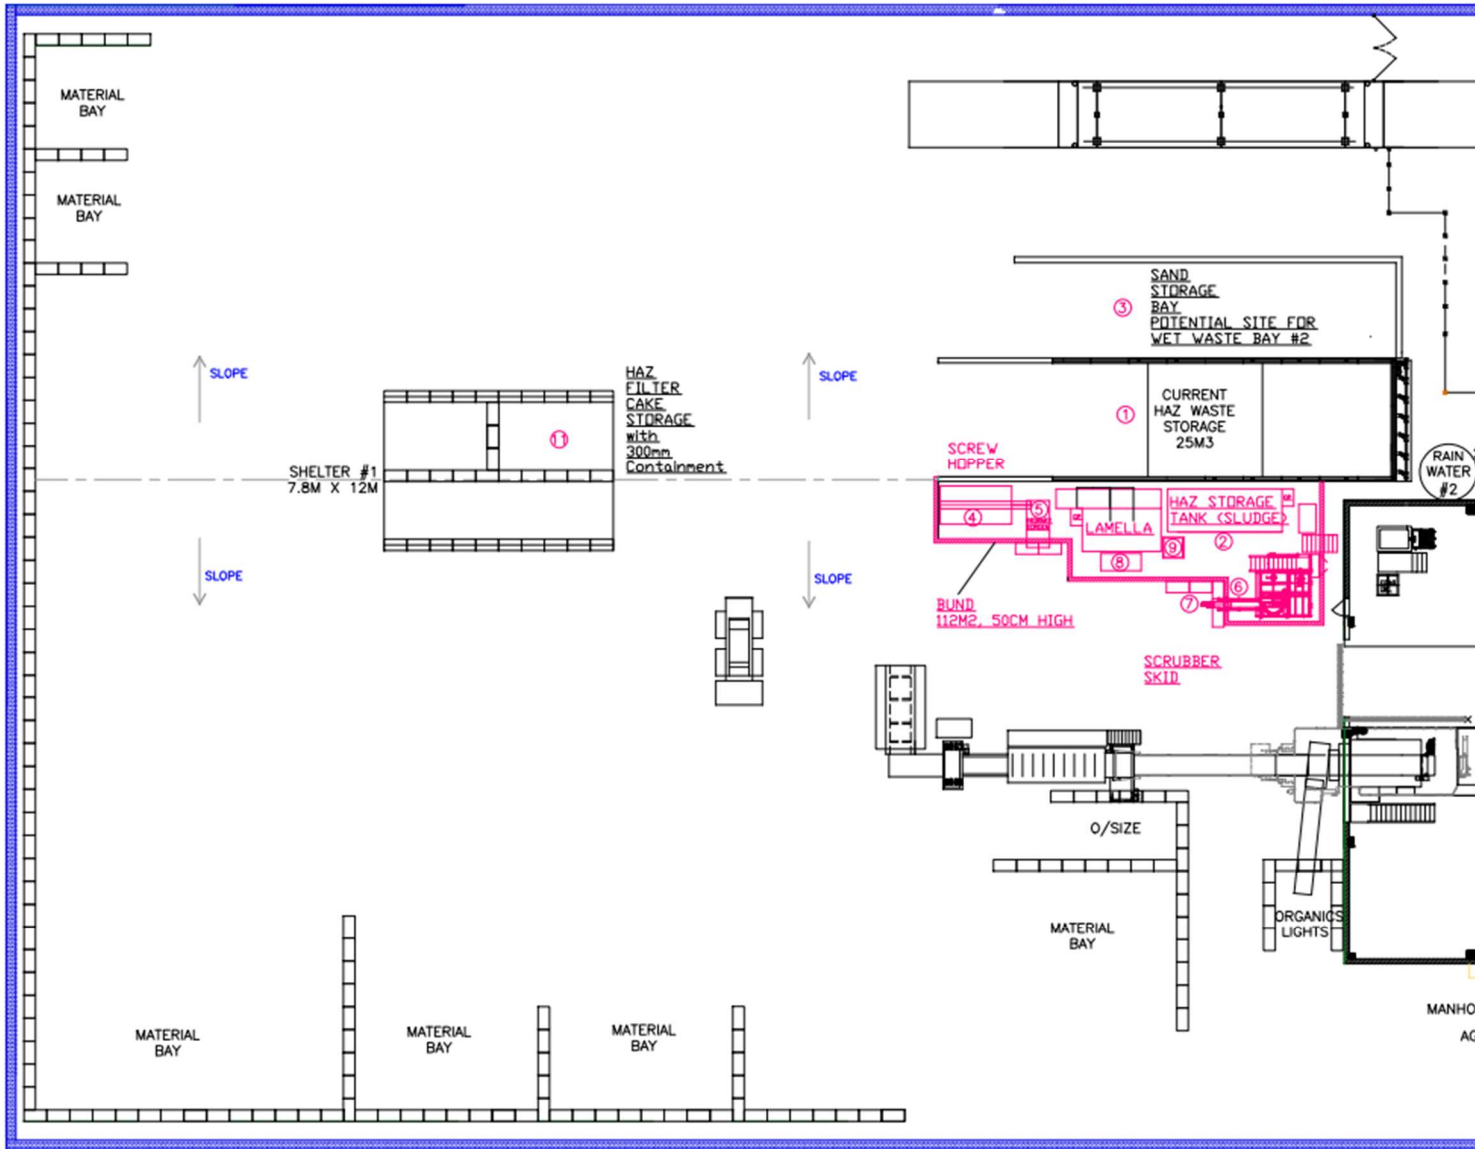 MATERIAL
BAY
MATERIAL
BAY
SAND
STORAGE
BAY
POTENTIAL SITE FOR
WET WASTE BAY #2
3
SLOPE
SLOPE
HAZ
FILTER
CAKE
STORAGE
with
300mm
Containment
11
CURRENT
HAZ WASTE
STORAGE
25M3
1
SHELTER #1
7.8M X 12M
SCREW
HOPPER
RAIN
WATER
#2
4
5
LAMELLA
HAZ STORAGE
TANK (SLUDGE)
2
9
8
SLOPE
SLOPE
6
7
BUND
112M2, 50CM HIGH
SCRUBBER
SKID
O/SIZE
MATERIAL
BAY
ORGANICS
LIGHTS
MANHO
AG
MATERIAL
BAY
MATERIAL
BAY
MATERIAL
BAY